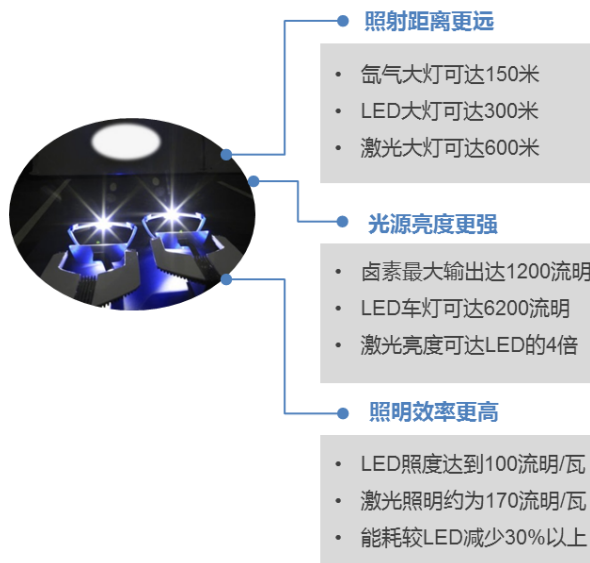 照射距离更远
• 氙气大灯可达150米
• LED大灯可达300米
• 激光大灯可达600米
光源亮度更强
• 卤素最大输出达1200流明
• LED车灯可达6200流明
• 激光亮度可达LED的4倍
照明效率更高
• LED照度达到100流明/瓦
• 激光照明约为170流明/瓦
• 能耗较LED减少30%以上